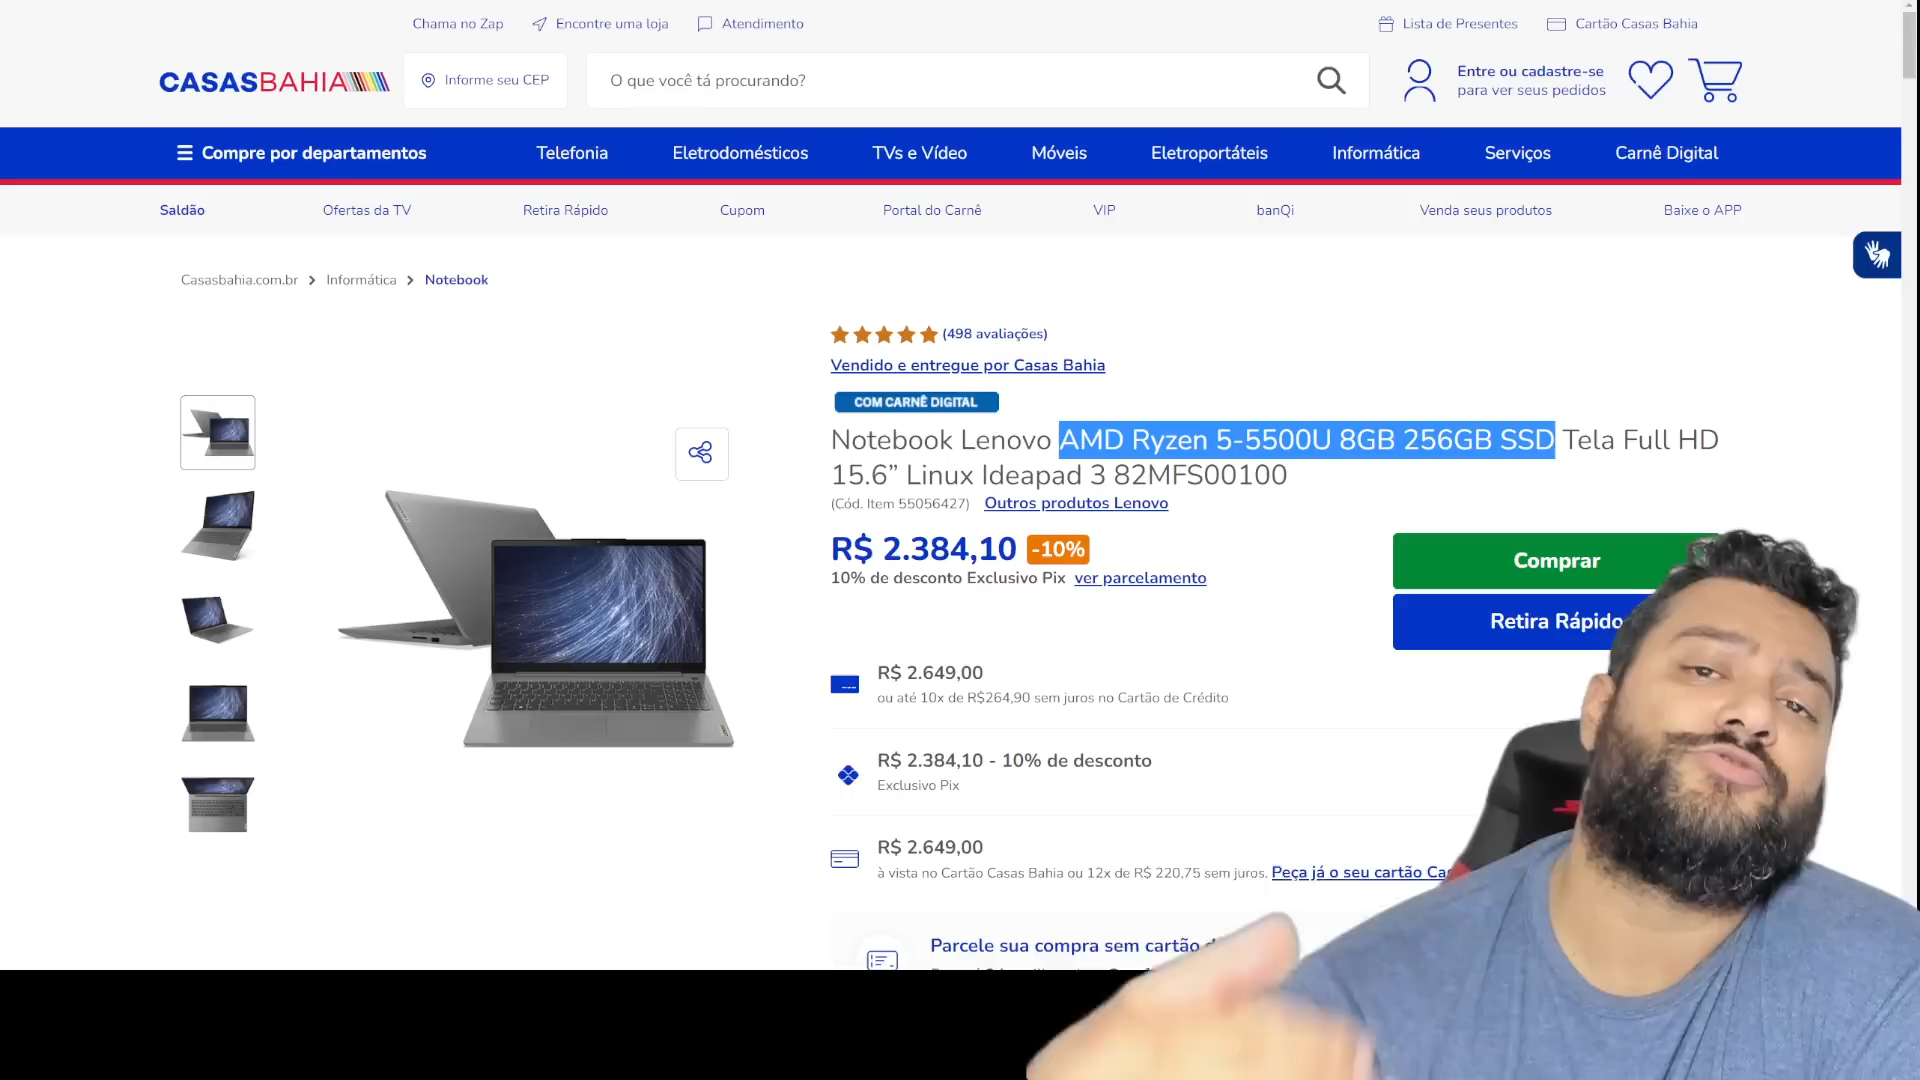 Chama no Zap
Encontre uma loja
Atendimento
Lista de Presentes
Cartão Casas Bahia
CASASBAHIA
Informe seu CEP
O que você tá procurando?
Entre ou cadastre-se
para ver seus pedidos
Compre por departamentos
Telefonia
Eletrodomésticos
TVs e Vídeo
Móveis
Eletroportáteis
Informática
Serviços
Carnê Digital
Saldão
Ofertas da TV
Retira Rápido
Cupom
Portal do Carnê
VIP
banQi
Venda seus produtos
Baixe o APP
Casasbahia.com.br > Informática > Notebook
(498 avaliações)
Vendido e entregue por Casas Bahia
COM CARNÊ DIGITAL
Notebook Lenovo AMD Ryzen 5-5500U 8GB 256GB SSD Tela Full HD
15.6” Linux Ideapad 3 82MFS00100
(Cód. Item 55056427) Outros produtos Lenovo
R$ 2.384,10 -10%
10% de desconto Exclusivo Pix ver parcelamento
Comprar
Retira Rápido
R$ 2.649,00
ou até 10x de R$264,90 sem juros no Cartão de Crédito
R$ 2.384,10 - 10% de desconto
Exclusivo Pix
R$ 2.649,00
à vista no Cartão Casas Bahia ou 12x de R$ 220,75 sem juros. Peça já o seu cartão
Parcele sua compra sem cartão